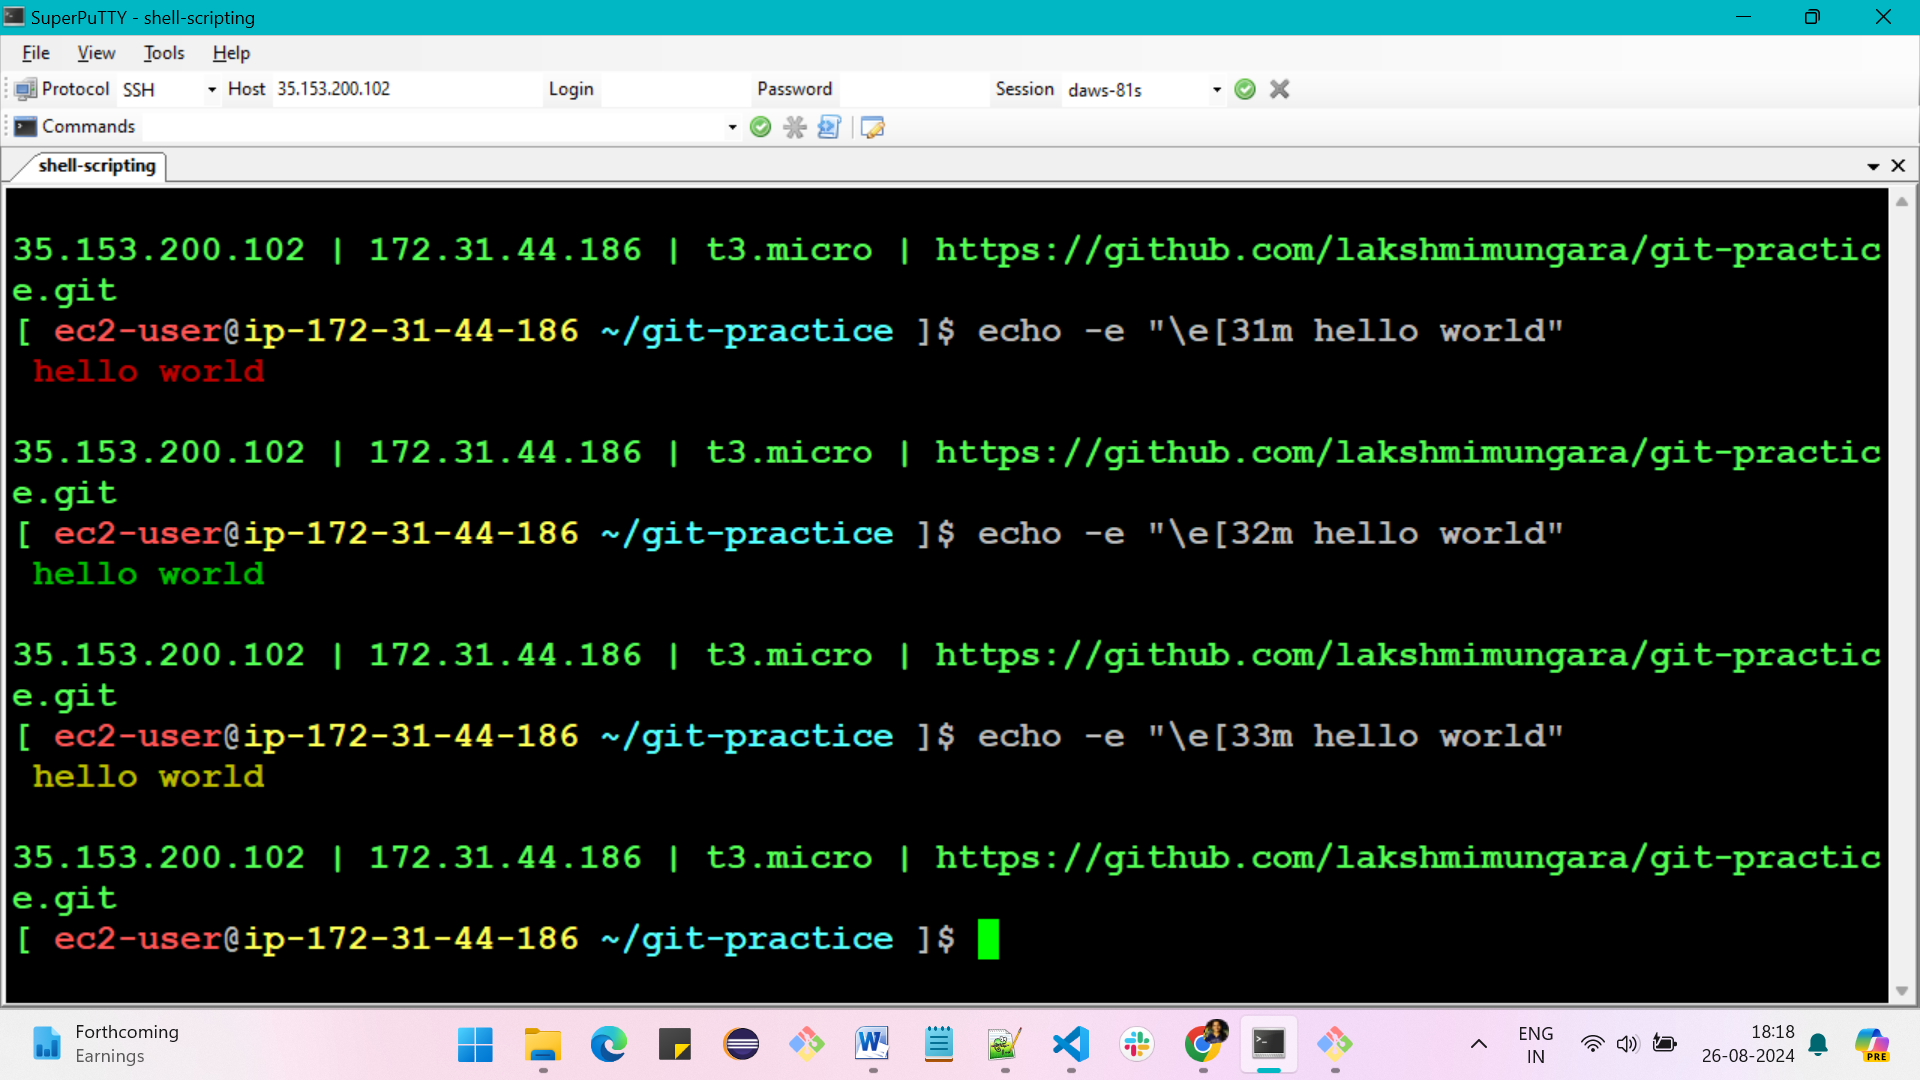 SuperPuTTY - shell-scripting
File View Tools Help
Protocol SSH Host 35.153.200.102 Login Password Session daws-81s
Commands
shell-scripting
35.153.200.102 | 172.31.44.186 | t3.micro | https://github.com/lakshmimungara/git-practic
e.git
[ ec2-user@ip-172-31-44-186 ~/git-practice ]$ echo -e "\e[31m hello world"
hello world
35.153.200.102 | 172.31.44.186 | t3.micro | https://github.com/lakshmimungara/git-practic
e.git
[ ec2-user@ip-172-31-44-186 ~/git-practice ]$ echo -e "\e[32m hello world"
hello world
35.153.200.102 | 172.31.44.186 | t3.micro | https://github.com/lakshmimungara/git-practic
e.git
[ ec2-user@ip-172-31-44-186 ~/git-practice ]$ echo -e "\e[33m hello world"
hello world
35.153.200.102 | 172.31.44.186 | t3.micro | https://github.com/lakshmimungara/git-practic
e.git
[ ec2-user@ip-172-31-44-186 ~/git-practice ]$
Forthcoming
Earnings
ENG
IN
18:18
26-08-2024
PRE